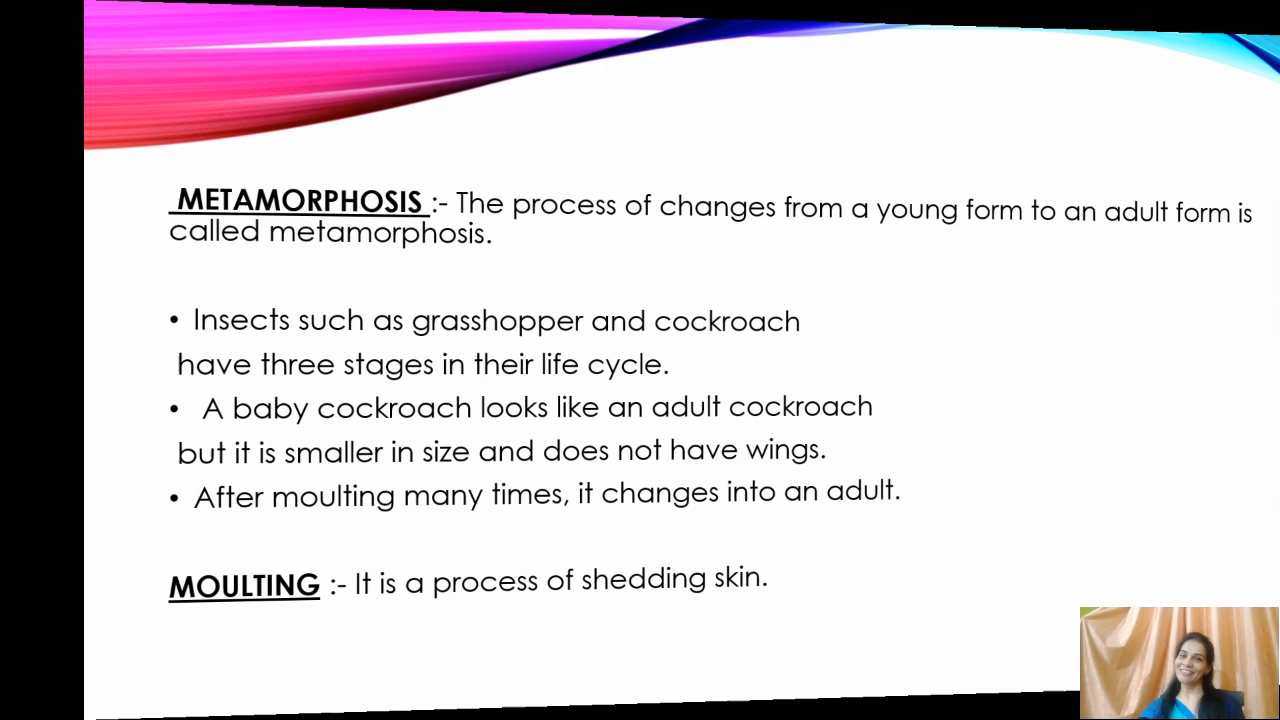 METAMORPHOSIS :- The process of changes from a young form to an adult form is
called metamorphosis.
• Insects such as grasshopper and cockroach
have three stages in their life cycle.
• A baby cockroach looks like an adult cockroach
but it is smaller in size and does not have wings.
• After moulting many times, it changes into an adult.
MOULTING :- It is a process of shedding skin.